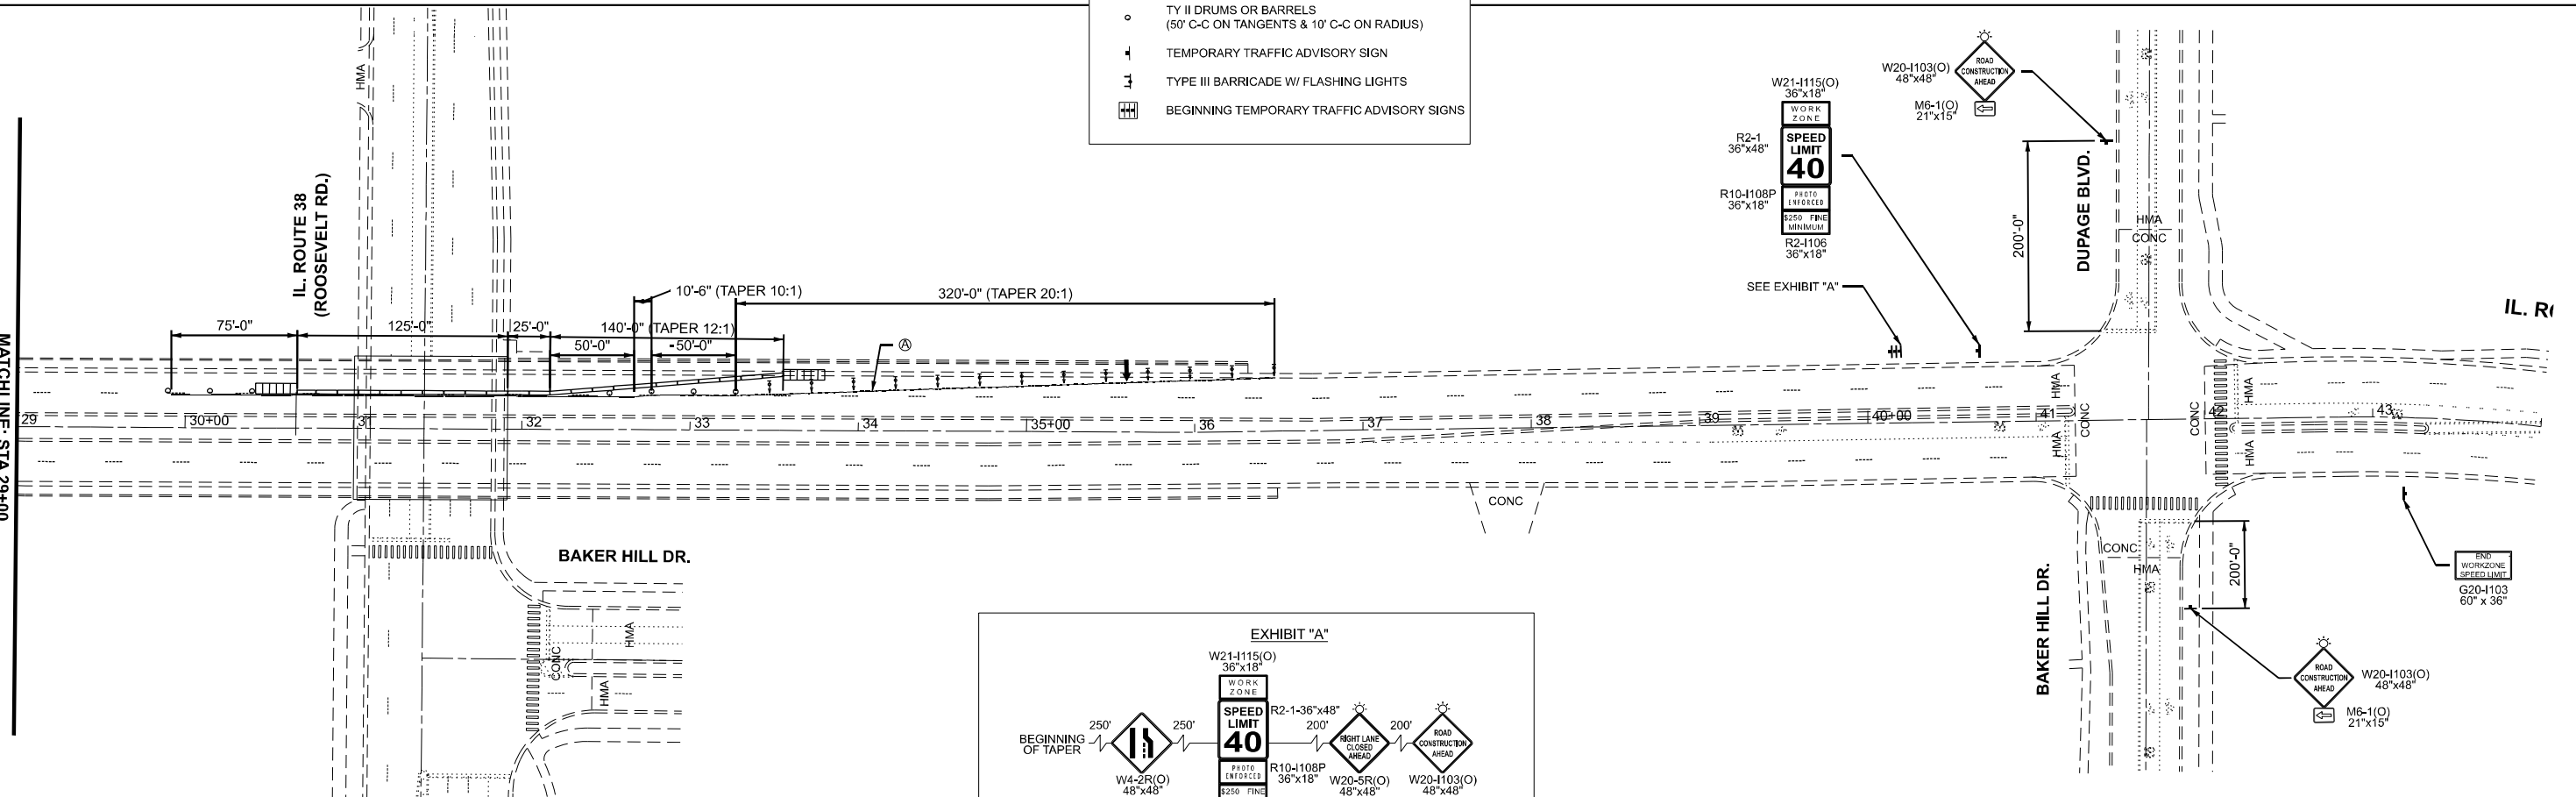 TY II DRUMS OR BARRELS
(50' C-C ON TANGENTS & 10' C-C ON RADIUS)
TEMPORARY TRAFFIC ADVISORY SIGN
TYPE III BARRICADE W/ FLASHING LIGHTS
BEGINNING TEMPORARY TRAFFIC ADVISORY SIGNS
MATCH LINE: STA 29+00
IL. ROUTE 38
(ROOSEVELT RD.)
HMA
75'-0"
125'-0"
25'-0"
140'-0" (TAPER 12:1)
50'-0"
50'-0"
10'-6" (TAPER 10:1)
320'-0" (TAPER 20:1)
A
29
30+00
31
32
33
34
35+00
36
37
38
39
40+00
41
42
43
W21-I115(O)
36"x18"
WORK
ZONE
R2-1
36"x48"
SPEED
LIMIT
40
R10-I108P
36"x18"
PHOTO
ENFORCED
$250 FINE
MINIMUM
R2-I106
36"x18"
SEE EXHIBIT "A"
W20-I103(O)
48"x48"
ROAD
CONSTRUCTION
AHEAD
M6-1(O)
21"x15"
200'-0"
DUPAGE BLVD.
HMA
CONC
IL. R
HMA
CONC
HMA
CONC
HMA
HMA
CONC
CONC
HMA
200'-0"
BAKER HILL DR.
END
WORKZONE
SPEED LIMIT
G20-I103
60" x 36"
ROAD
CONSTRUCTION
AHEAD
W20-I103(O)
48"x48"
M6-1(O)
21"x15"
BAKER HILL DR.
HMA
CONC
HMA
EXHIBIT "A"
W21-I115(O)
36"x18"
WORK
ZONE
SPEED
LIMIT
40
R2-1-36"x48"
BEGINNING
OF TAPER
250'
250'
200'
200'
W4-2R(O)
48"x48"
PHOTO
ENFORCED
R10-I108P
36"x18"
$250 FINE
RIGHT LANE
CLOSED
AHEAD
W20-5R(O)
48"x48"
ROAD
CONSTRUCTION
AHEAD
W20-I103(O)
48"x48"